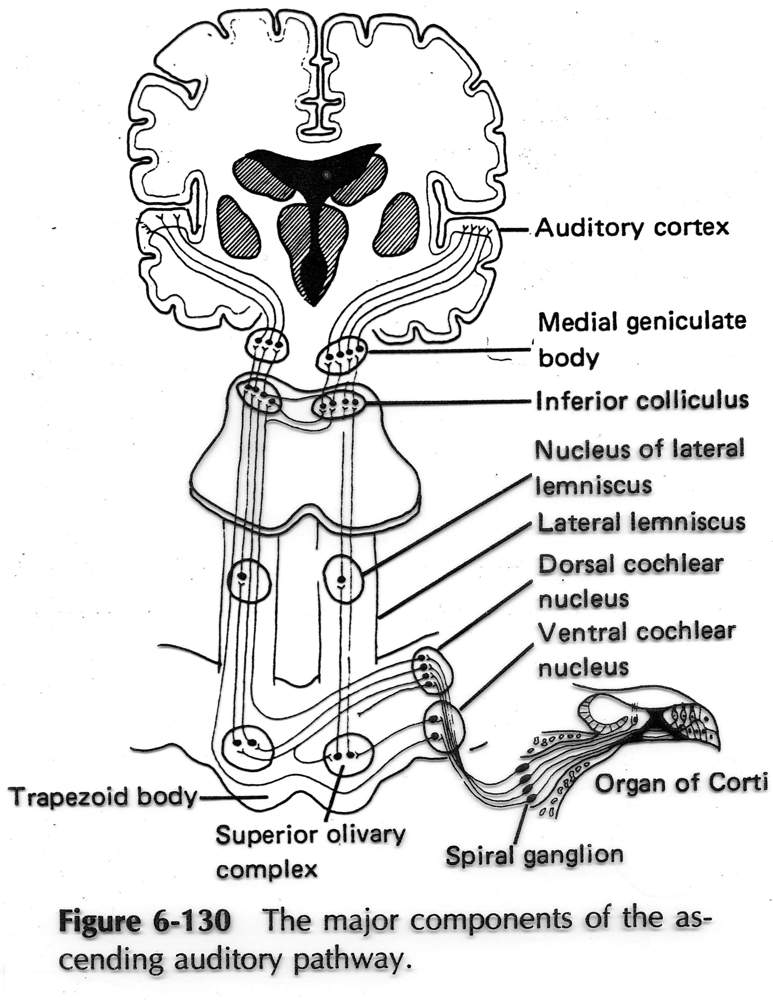 Auditory cortex
Medial geniculate
body
Inferior colliculus
Nucleus of lateral
lemniscus
Lateral lemniscus
Dorsal cochlear
nucleus
Ventral cochlear
nucleus
Organ of Corti
Trapezoid body
Superior olivary
complex
Spiral ganglion
Figure 6-130 The major components of the as-
cending auditory pathway.